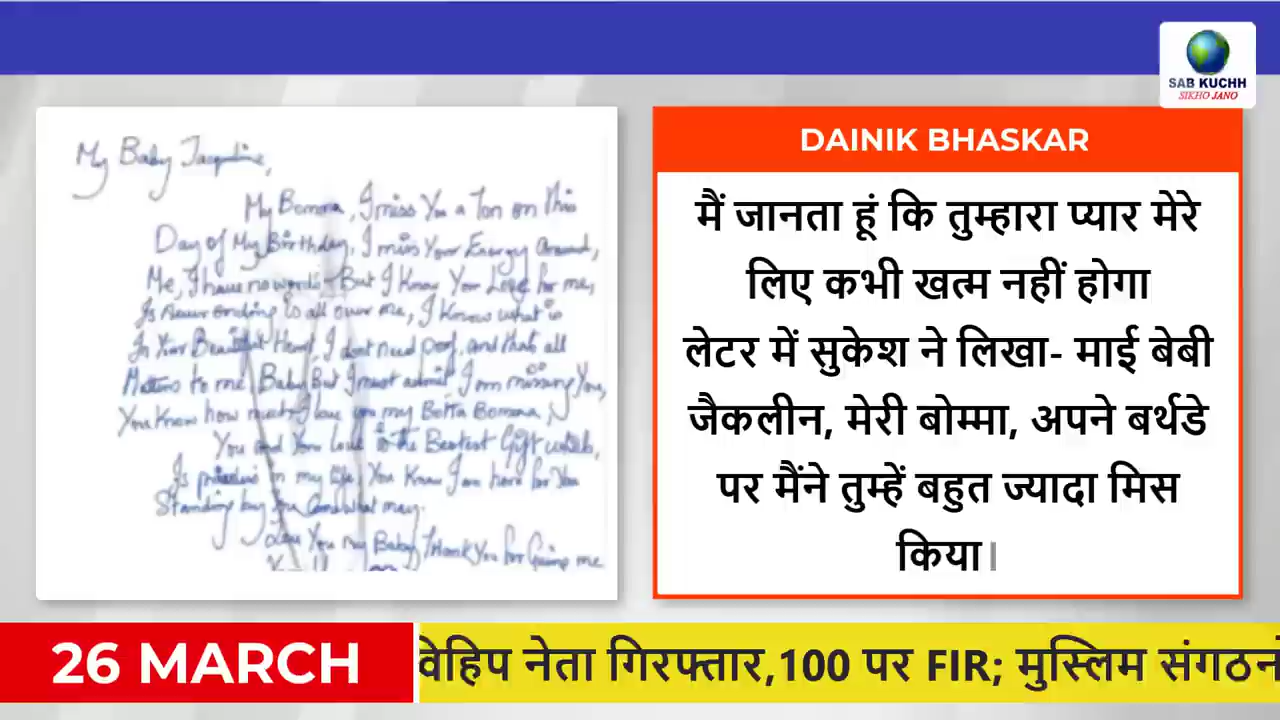 SAB KUCHH
SIKHO JANO
My Baby Jacqueline,
My Bomma, I miss You a Ton on this
Day of My Birthday, I miss Your Energy Around,
Me, I have no words But I Know Your Love for me,
Is never ending to all over me, I Know what is
In Your Beautiful Heart, I dont need proof, and thats all
Matters to me, Baby But I must admit I am missing You,
You Know how much I love you my Botta Bomma,
You and Your Love is the Bestest Gift
Is in my life, You Know I am here for You
Standing by You Come what may.
Love You my Baby, Thank You for Giving me
DAINIK BHASKAR
मैं जानता हूं कि तुम्हारा प्यार मेरे
लिए कभी खत्म नहीं होगा
लेटर में सुकेश ने लिखा- माई बेबी
जैकलीन, मेरी बोम्मा, अपने बर्थडे
पर मैंने तुम्हें बहुत ज्यादा मिस
किया।
26 MARCH
विहिप नेता गिरफ्तार,100 पर FIR; मुस्लिम संगठन